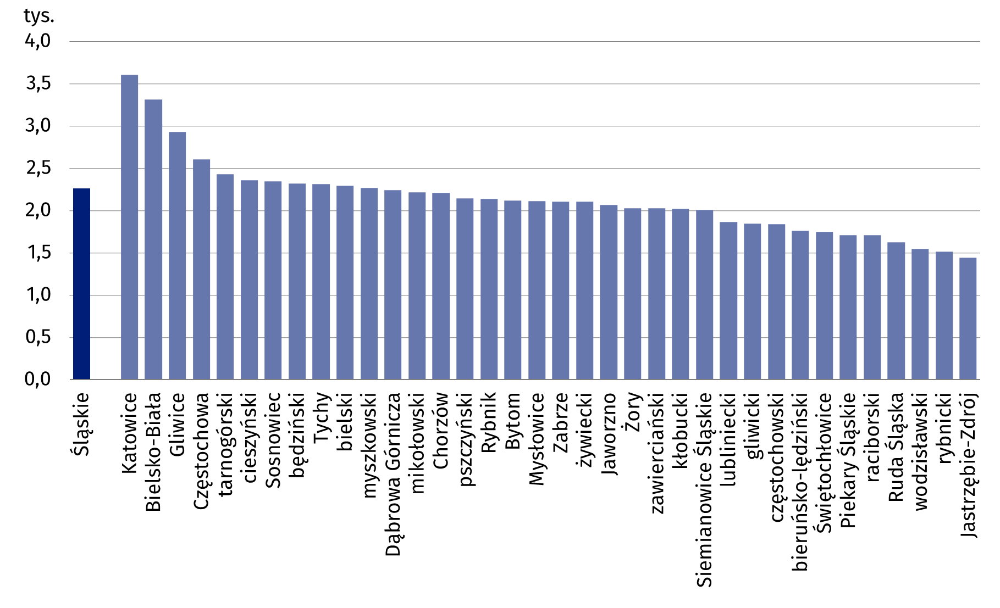 tys.
4,0
3,5
3,0
2,5
2,0
1,5
1,0
0,5
0,0
Śląskie
Katowice
Bielsko-Biała
Gliwice
Częstochowa
tarnogórski
cieszyński
Sosnowiec
będziński
Tychy
bielski
myszkowski
Dąbrowa Górnicza
mikołowski
Chorzów
pszczyński
Rybnik
Bytom
Mysłowice
Zabrze
żywiecki
Jaworzno
Żory
zawierciański
kłobucki
Siemianowice Śląskie
lubliniecki
gliwicki
częstochowski
bieruńsko-lędziński
Świętochłowice
Piekary Śląskie
raciborski
Ruda Śląska
wodzisławski
rybnicki
Jastrzębie-Zdrój